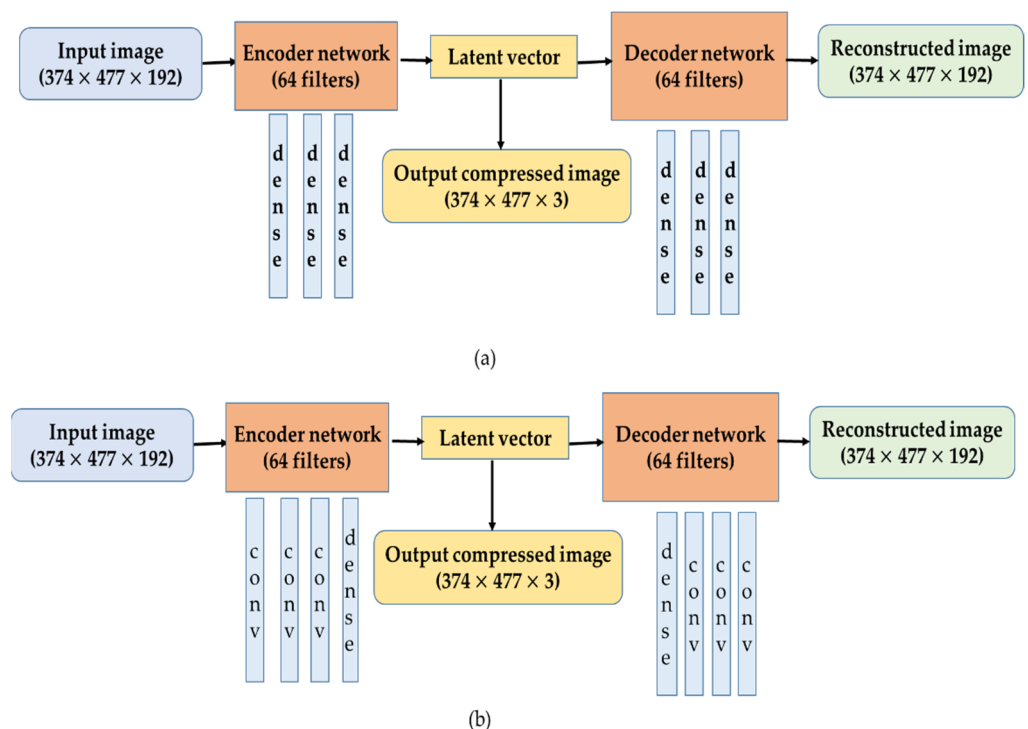 Input image
(374 × 477 × 192)
Encoder network
(64 filters)
Latent vector
Decoder network
(64 filters)
Reconstructed image
(374 × 477 × 192)
dense
dense
dense
Output compressed image
(374 × 477 × 3)
dense
dense
dense
(a)
Input image
(374 × 477 × 192)
Encoder network
(64 filters)
Latent vector
Decoder network
(64 filters)
Reconstructed image
(374 × 477 × 192)
conv
conv
conv
dense
Output compressed image
(374 × 477 × 3)
dense
conv
conv
conv
(b)